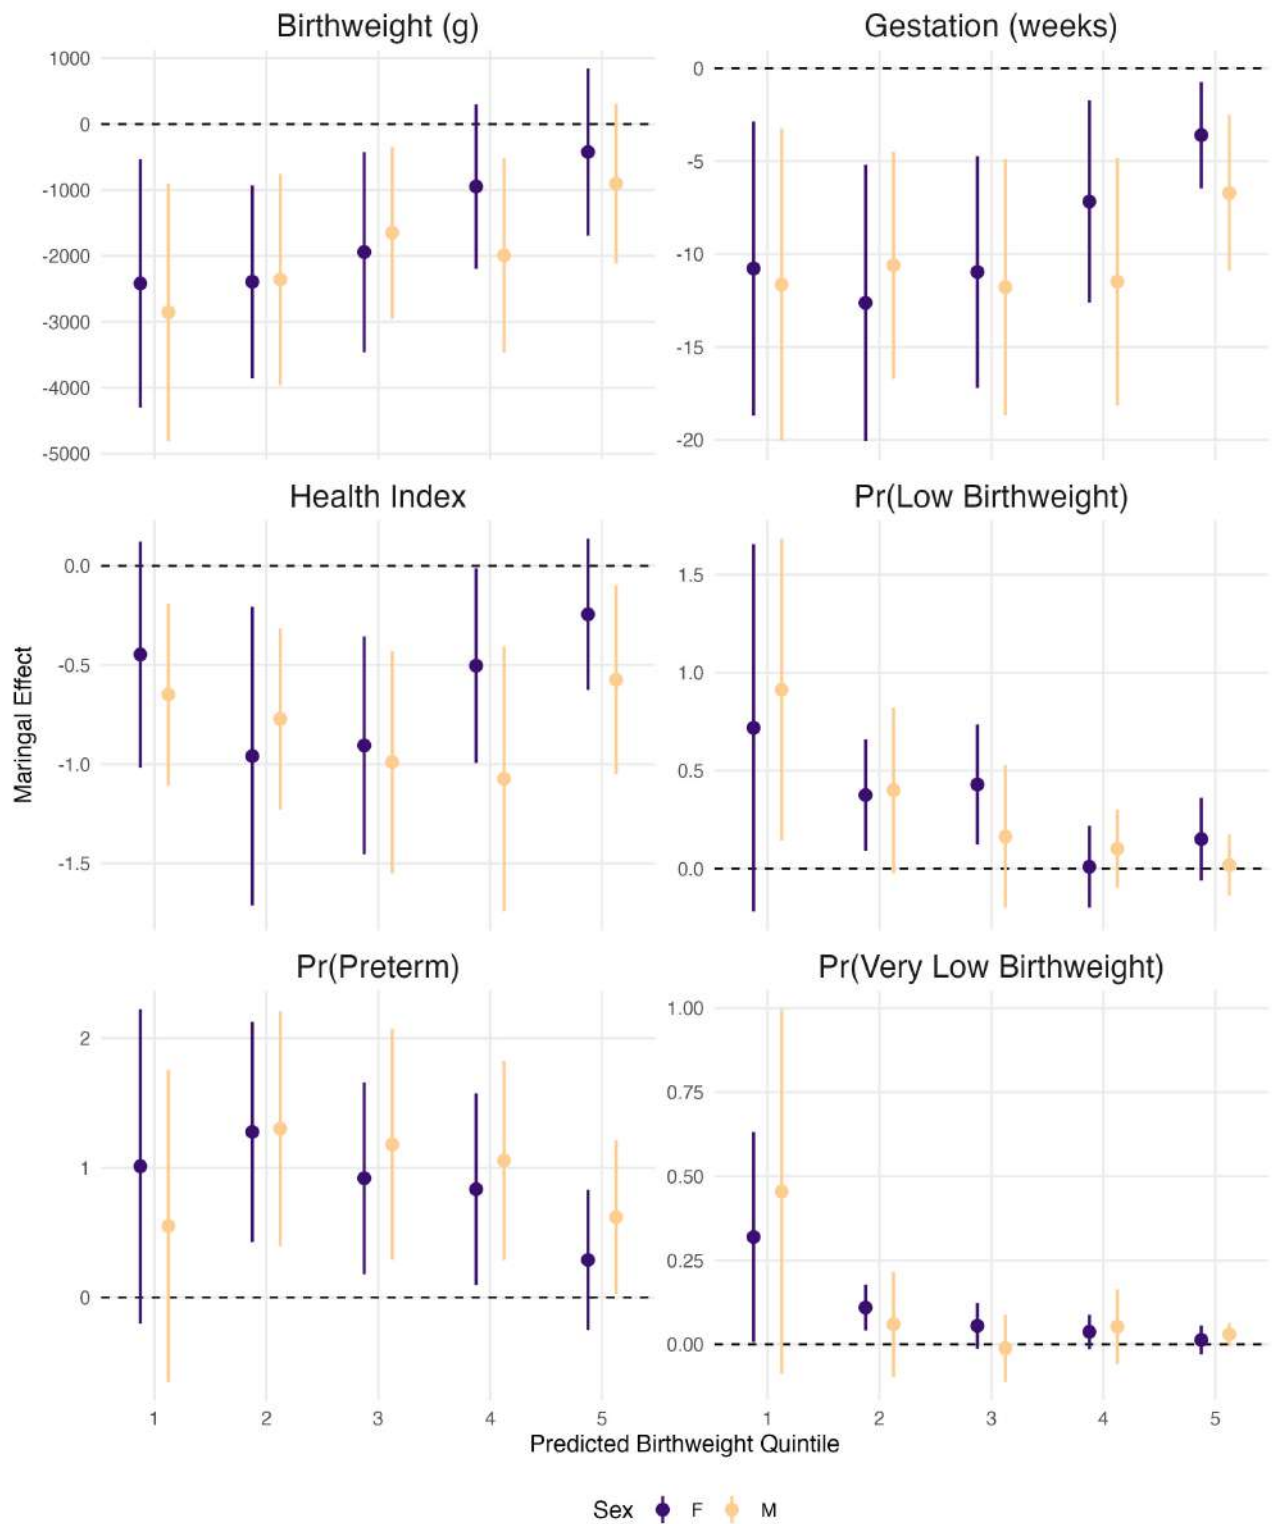 Birthweight (g)
Gestation (weeks)
1000
0
-1000
-2000
-3000
-4000
-5000
0
-5
-10
-15
-20
Health Index
Pr(Low Birthweight)
0.0
-0.5
-1.0
-1.5
1.5
1.0
0.5
0.0
Maringal Effect
Pr(Preterm)
Pr(Very Low Birthweight)
2
1
0
1.00
0.75
0.50
0.25
0.00
1 2 3 4 5
1 2 3 4 5
Predicted Birthweight Quintile
Sex F M